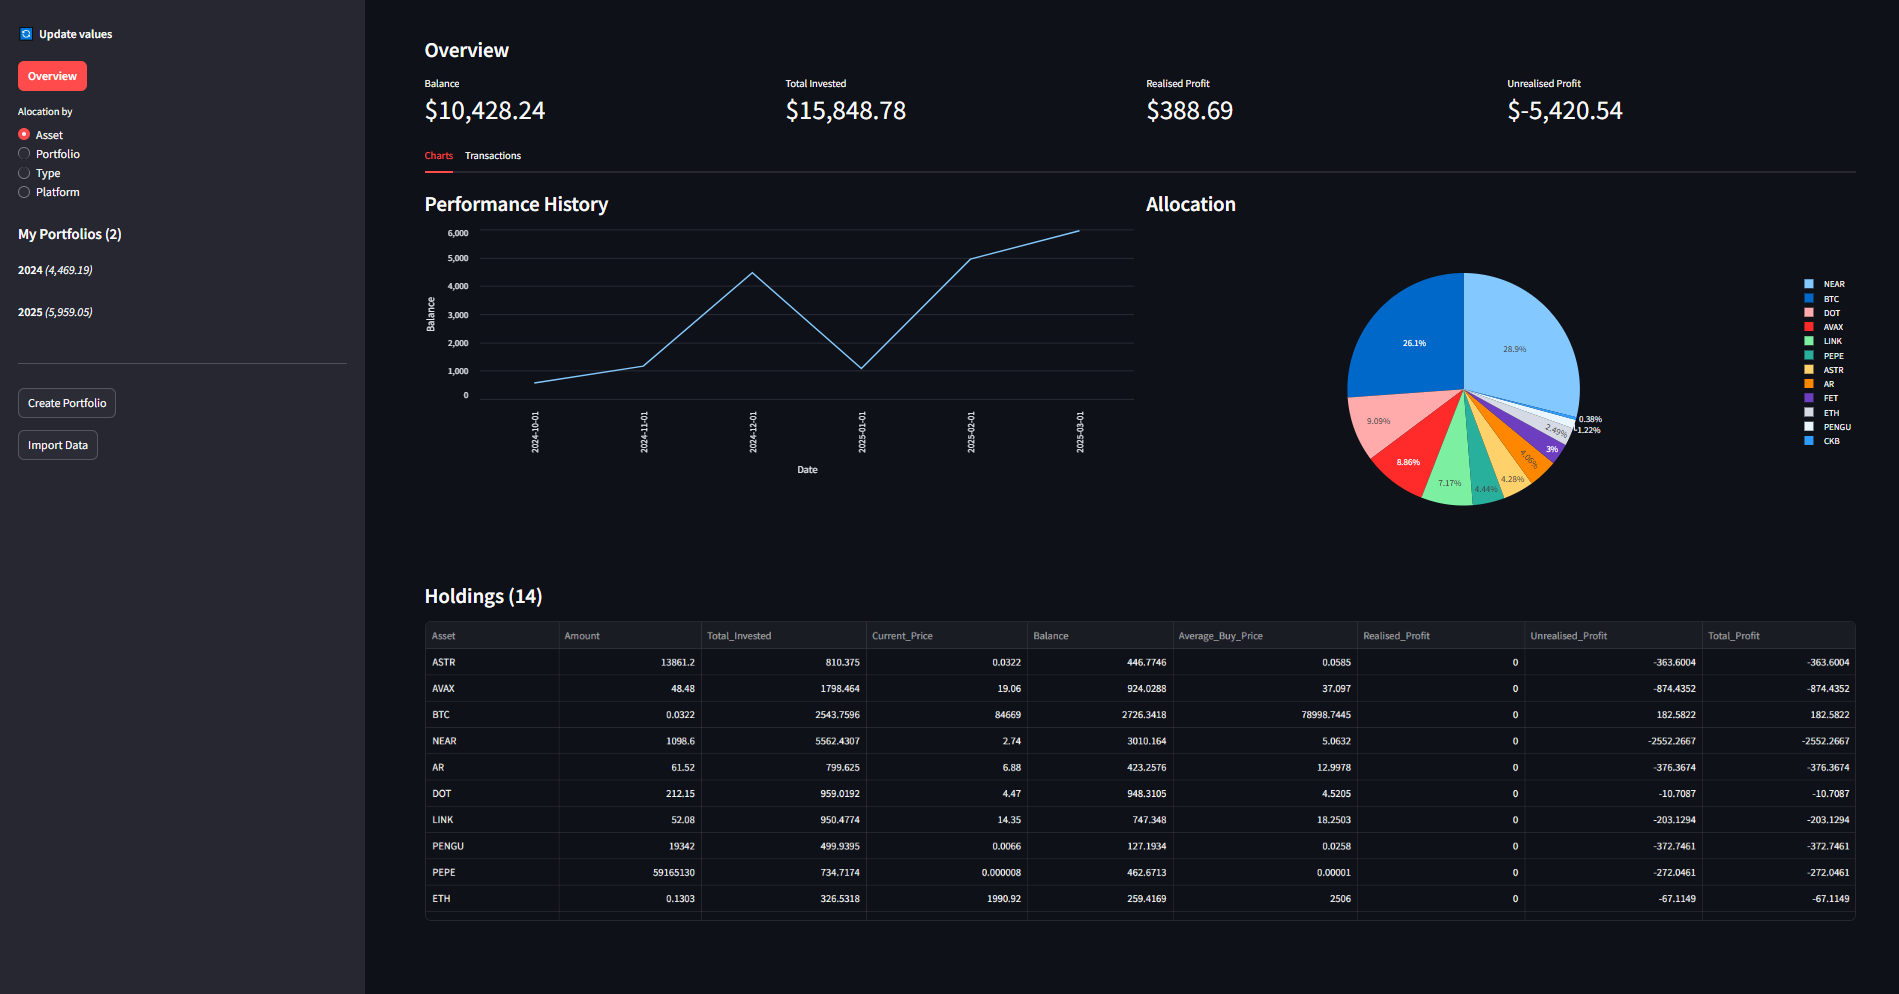 Update values
Overview
Alocation by
Asset
Portfolio
Type
Platform
My Portfolios (2)
2024 (4,469.19)
2025 (5,959.05)
Create Portfolio
Import Data
Overview
Balance Total Invested Realised Profit Unrealised Profit
$10,428.24 $15,848.78 $388.69 $-5,420.54
Charts Transactions
Performance History
6,000
5,000
4,000
3,000
2,000
1,000
0
Balance
2024-10-01 2024-11-01 2024-12-01 2025-01-01 2025-02-01 2025-03-01
Date
Allocation
28.9%
26.1%
9.09%
8.86%
7.17%
4.44%
4.28%
4.06%
3%
2.49%
1.22%
0.38%
NEAR
BTC
DOT
AVAX
LINK
PEPE
ASTR
AR
FET
ETH
PENGU
CKB
Holdings (14)
Asset Amount Total_Invested Current_Price Balance Average_Buy_Price Realised_Profit Unrealised_Profit Total_Profit
ASTR 13861.2 810.375 0.0322 446.7746 0.0585 0 -363.6004 -363.6004
AVAX 48.48 1798.464 19.06 924.0288 37.097 0 -874.4352 -874.4352
BTC 0.0322 2543.7596 84669 2726.3418 78998.7445 0 182.5822 182.5822
NEAR 1098.6 5562.4307 2.74 3010.164 5.0632 0 -2552.2667 -2552.2667
AR 61.52 799.625 6.88 423.2576 12.9978 0 -376.3674 -376.3674
DOT 212.15 959.0192 4.47 948.3105 4.5205 0 -10.7087 -10.7087
LINK 52.08 950.4774 14.35 747.348 18.2503 0 -203.1294 -203.1294
PENGU 19342 499.9395 0.0066 127.1934 0.0258 0 -372.7461 -372.7461
PEPE 59165130 734.7174 0.000008 462.6713 0.00001 0 -272.0461 -272.0461
ETH 0.1303 326.5318 1990.92 259.4169 2506 0 -67.1149 -67.1149